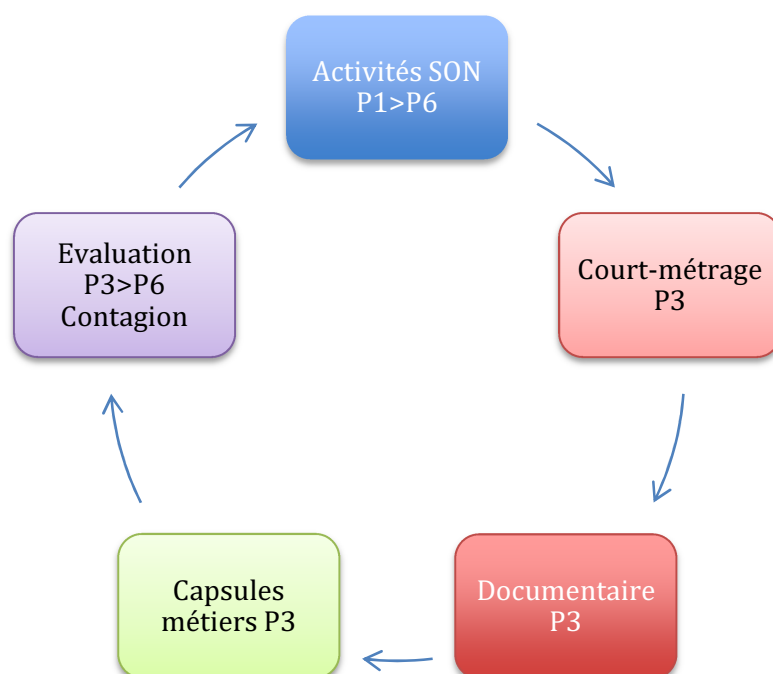 Activités SON
P1>P6
Court-métrage
P3
Documentaire
P3
Capsules
métiers P3
Evaluation
P3>P6
Contagion